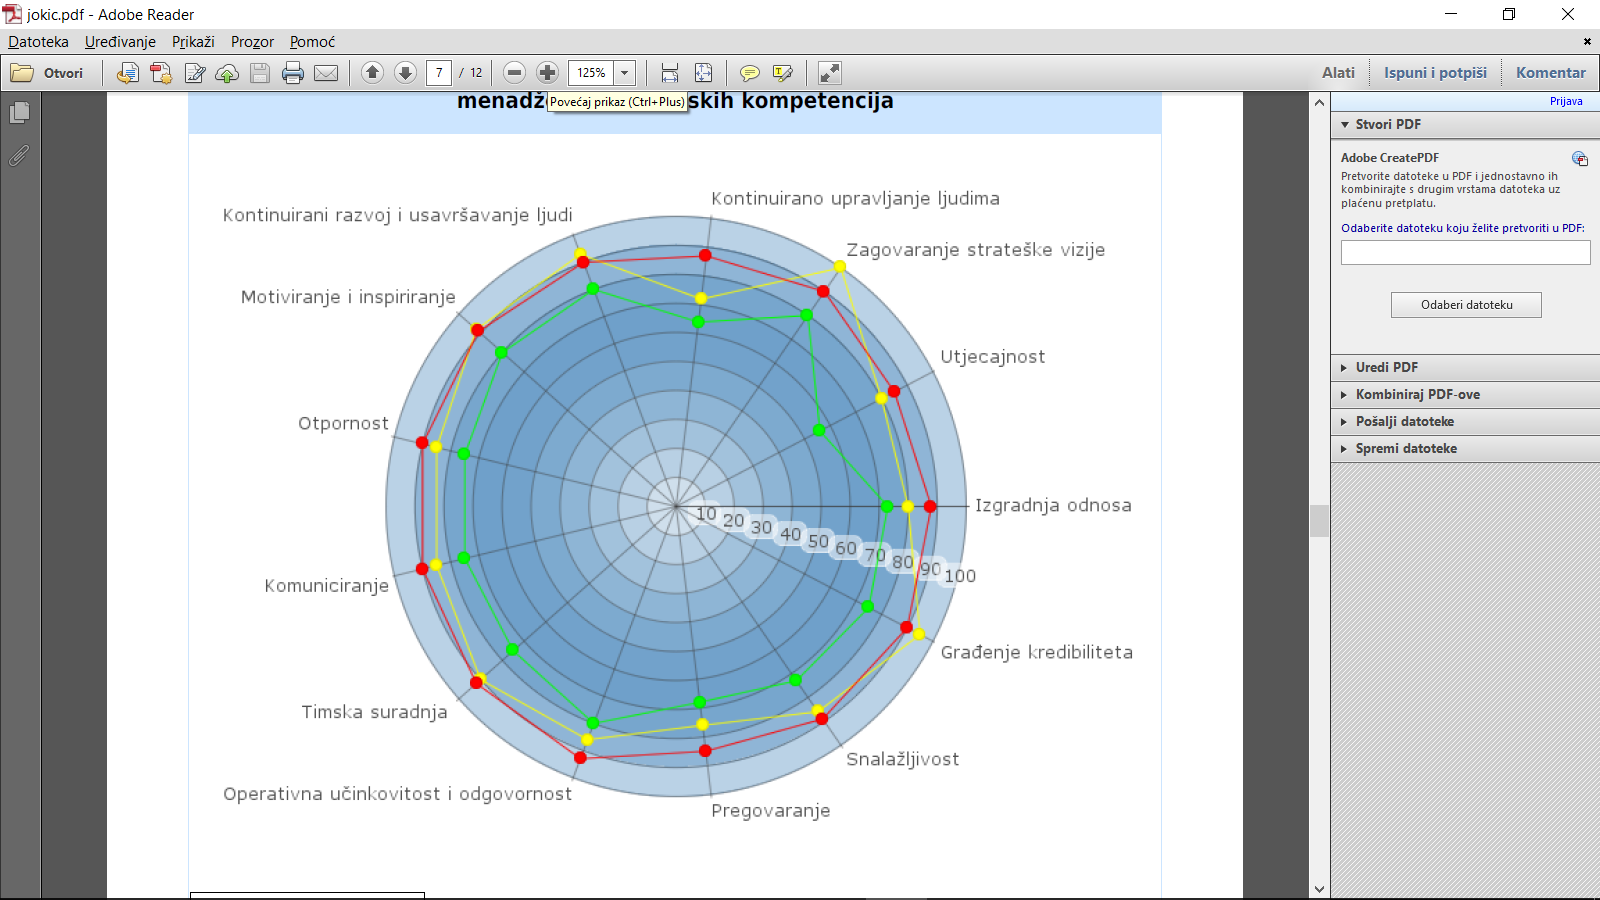 jokic.pdf - Adobe Reader
Datoteka Uređivanje Prikaži Prozor Pomoć
Otvori 7 / 12 125% Alati Ispuni i potpiši Komentar
Povećaj prikaz (Ctrl+Plus)
kompetencija
Kontinuirano upravljanje ljudima
Kontinuirani razvoj i usavršavanje ljudi
Zagovaranje strateške vizije
Motiviranje i inspiriranje
Utjecajnost
Otpornost
Izgradnja odnosa
10 20 30 40 50 60 70 80 90 100
Komuniciranje
Građenje kredibiliteta
Timska suradnja
Snalažljivost
Operativna učinkovitost i odgovornost
Pregovaranje
Prijava
Stvori PDF
Adobe CreatePDF
Pretvorite datoteke u PDF i jednostavno ih
kombinirajte s drugim vrstama datoteka uz
plaćenu pretplatu.
Odaberite datoteku koju želite pretvoriti u PDF:
Odaberi datoteku
Uredi PDF
Kombiniraj PDF-ove
Pošalji datoteke
Spremi datoteke